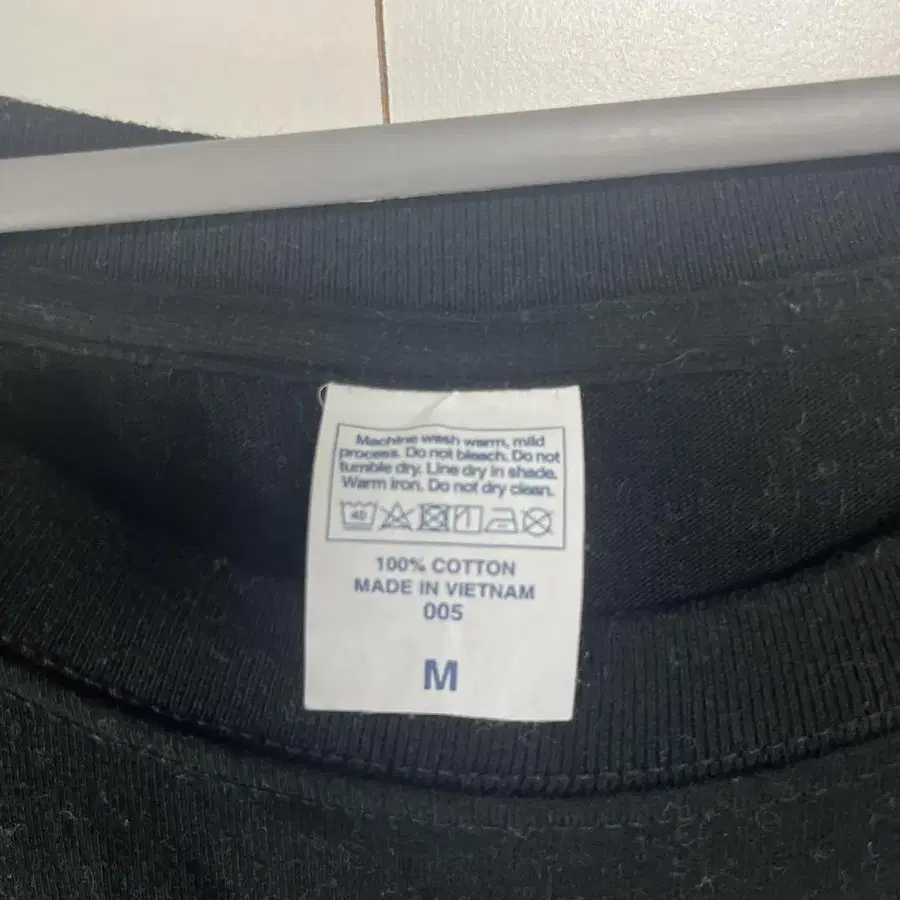 Machine wash warm, mild
process. Do not bleach. Do not
tumble dry. Line dry in shade.
Warm iron. Do not dry clean.
40
100% COTTON
MADE IN VIETNAM
005
M